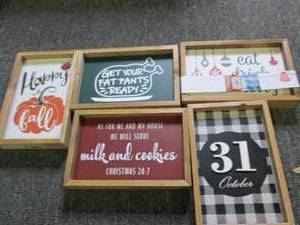 Happy
fall
GET YOUR
FAT PANTS
READY
eat
drink
AS FOR ME AND MY HOUSE
WE WILL SERVE
milk and cookies
CHRISTMAS 24-7
31
October